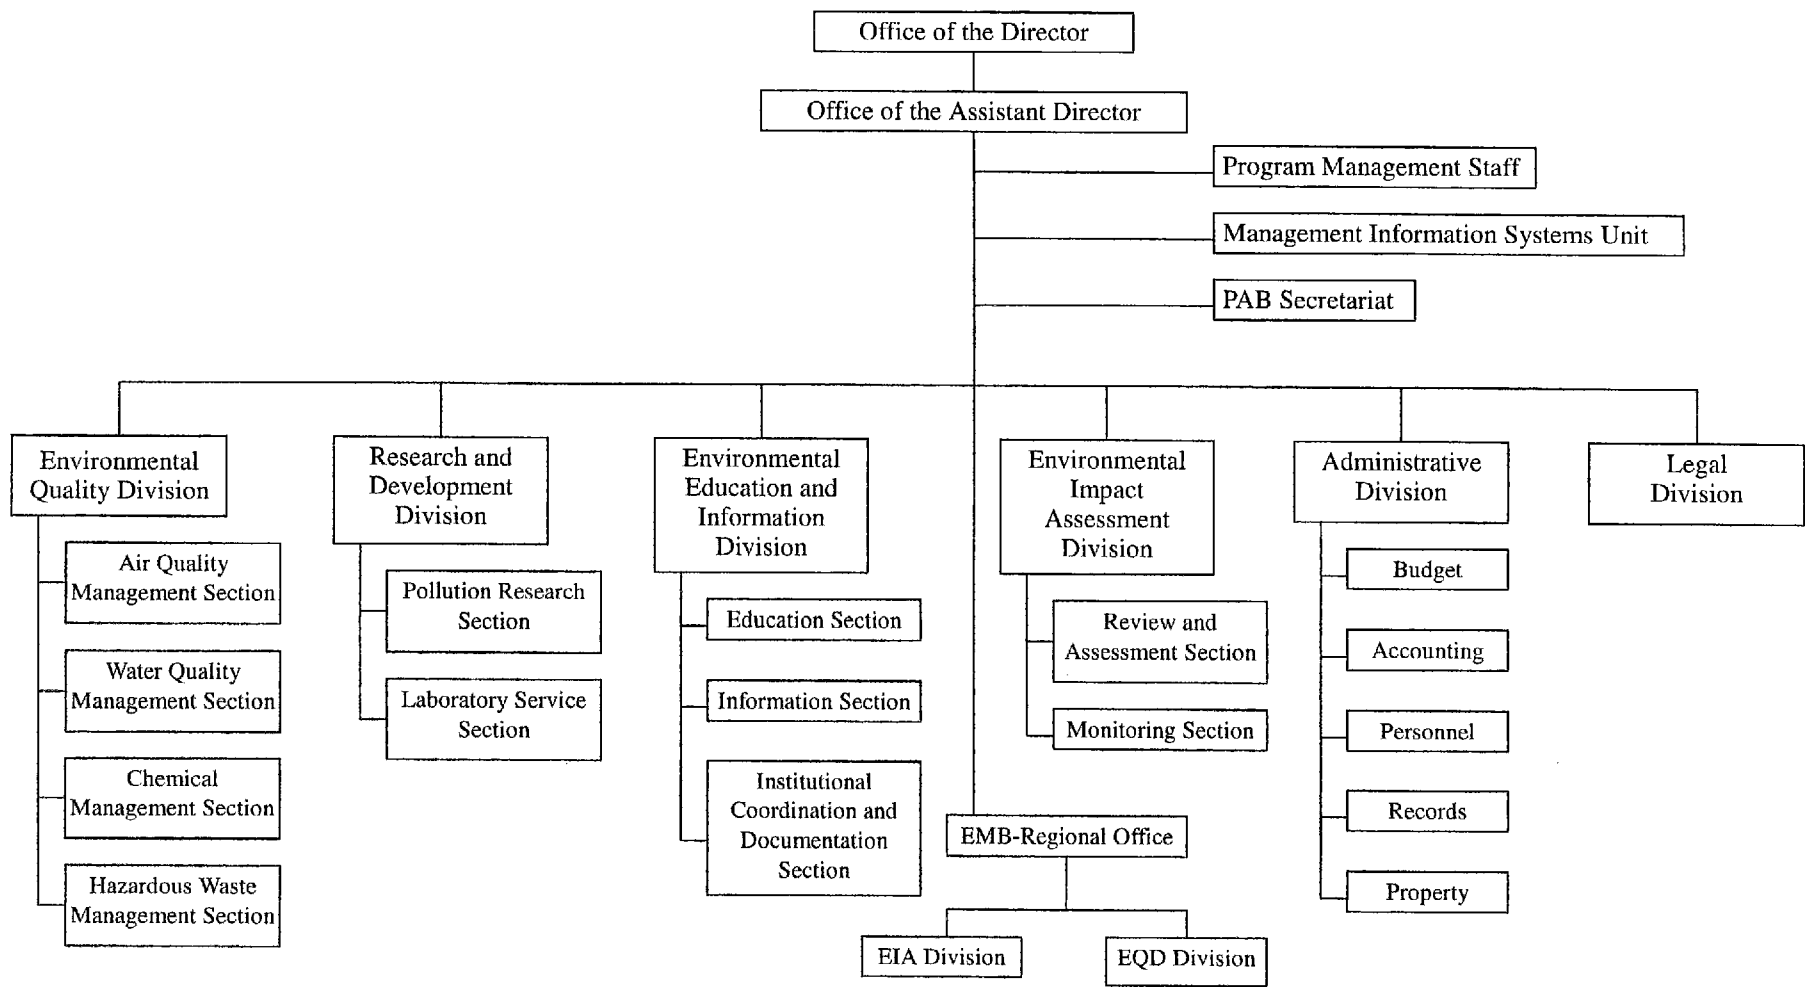 Office of the Director
Office of the Assistant Director
Program Management Staff
Management Information Systems Unit
PAB Secretariat
Environmental
Quality Division
Air Quality
Management Section
Water Quality
Management Section
Chemical
Management Section
Hazardous Waste
Management Section
Research and
Development
Division
Pollution Research
Section
Laboratory Service
Section
Environmental
Education and
Information
Division
Education Section
Information Section
Institutional
Coordination and
Documentation
Section
Environmental
Impact
Assessment
Division
Review and
Assessment Section
Monitoring Section
EMB-Regional Office
EIA Division
EQD Division
Administrative
Division
Budget
Accounting
Personnel
Records
Property
Legal
Division